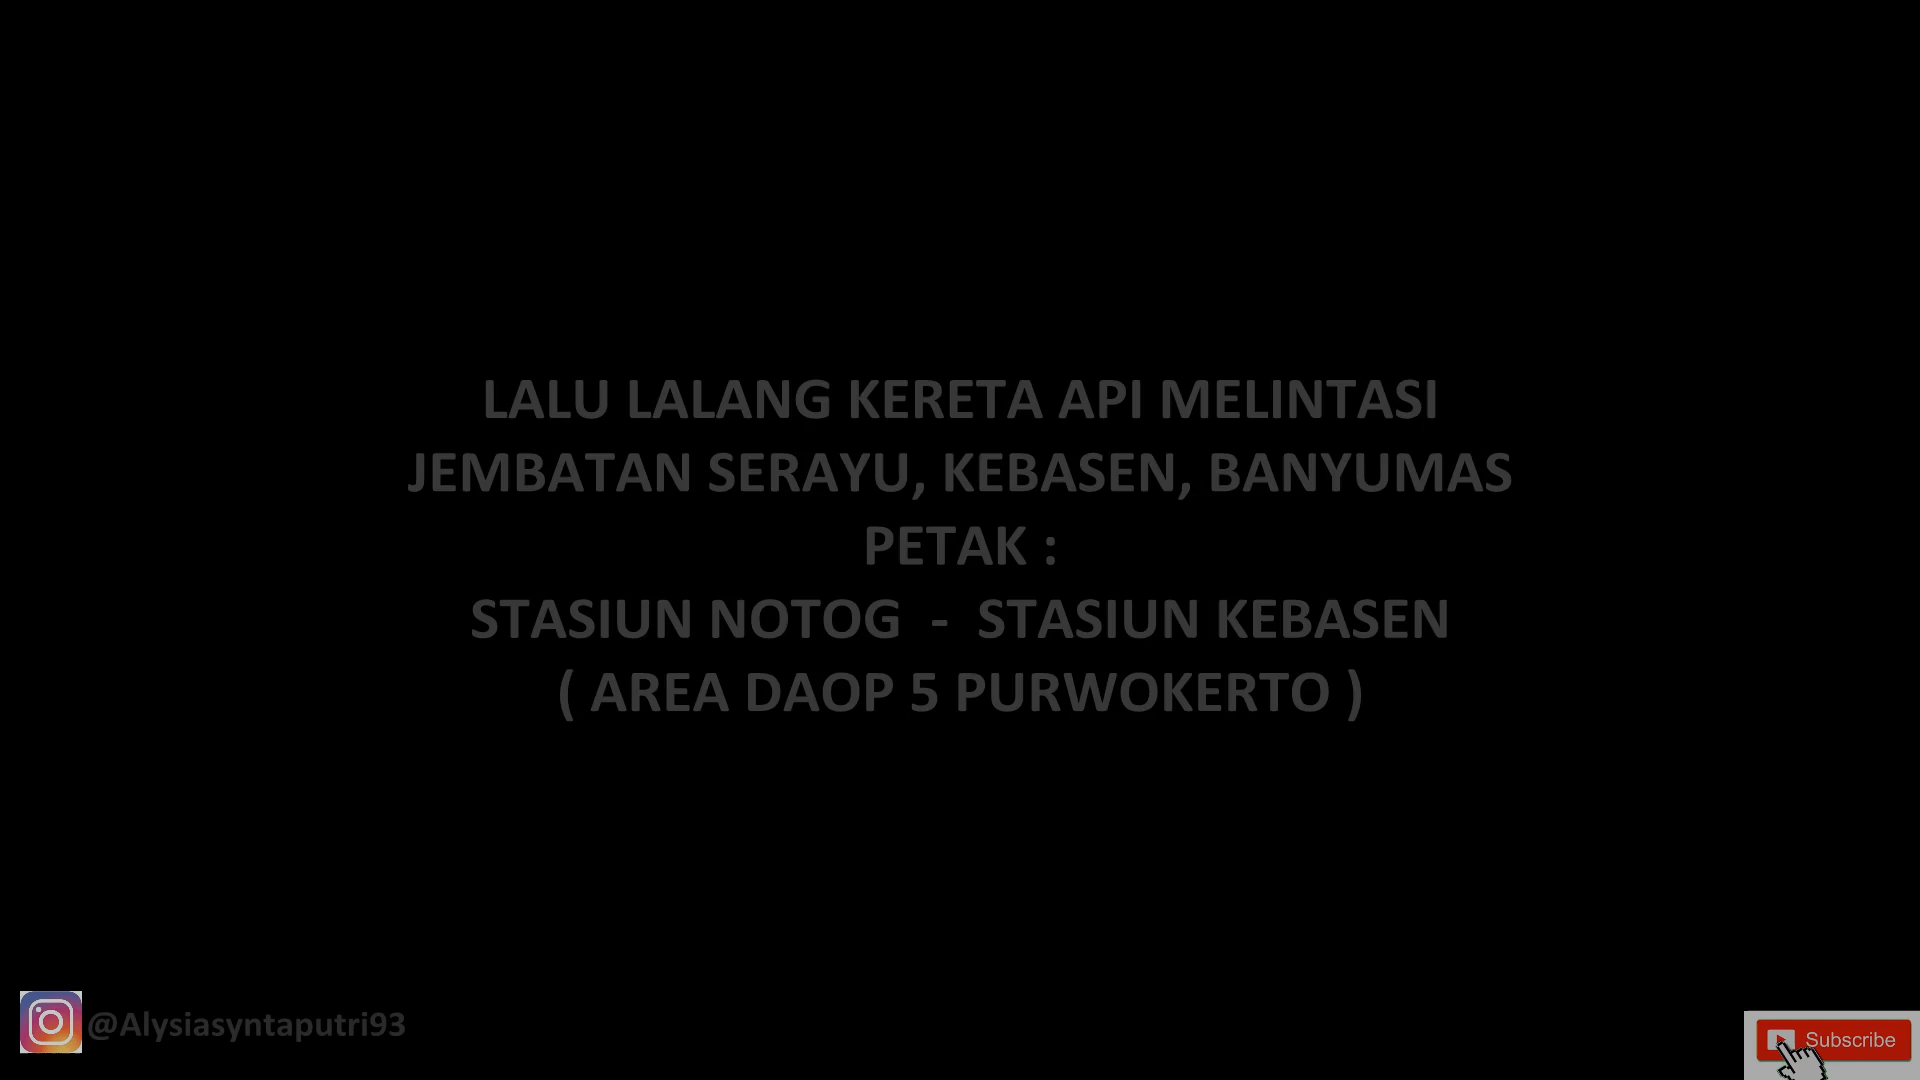 LALU LALANG KERETA API MELINTASI
JEMBATAN SERAYU, KEBASEN, BANYUMAS
PETAK :
STASIUN NOTOG - STASIUN KEBASEN
( AREA DAOP 5 PURWOKERTO )
@Alysiasyntaputri93
Subscribe